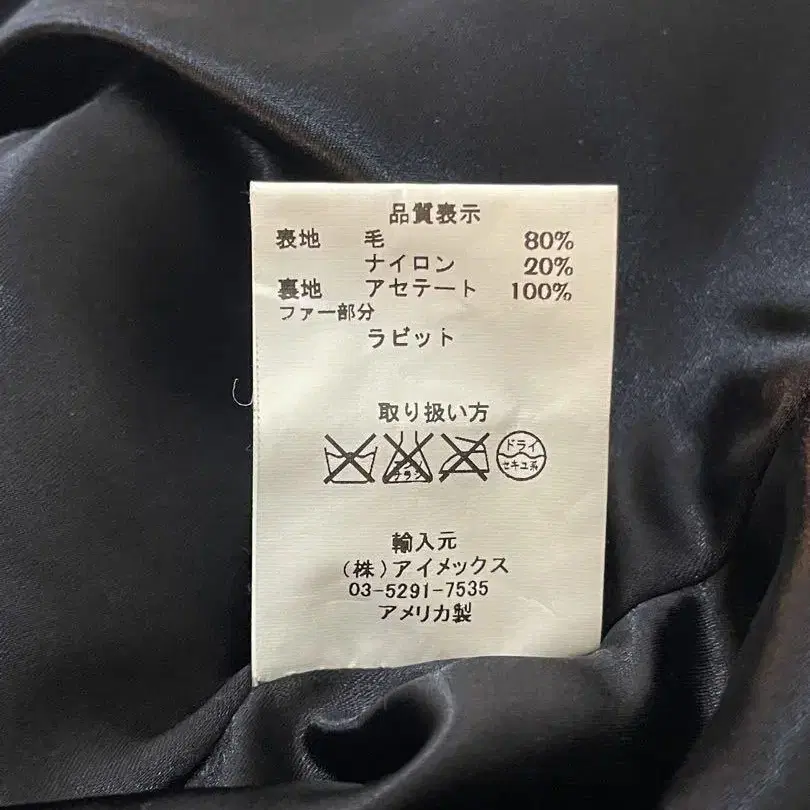 品質表示
表地 毛 80%
ナイロン 20%
裏地 アセテート 100%
ファー部分
ラビット
取り扱い方
ドライ
セキユ系
輸入元
(株)アイメックス
03-5291-7535
アメリカ製